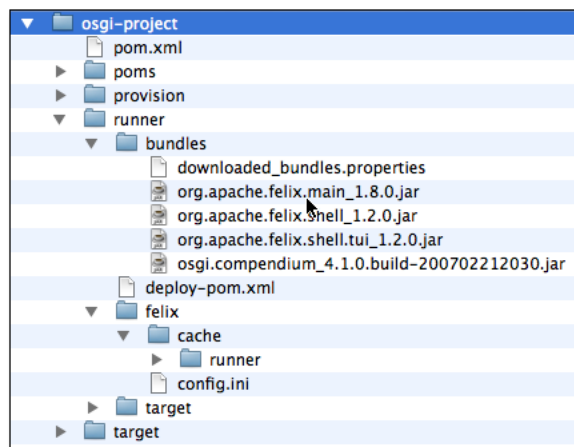 osgi-project
pom.xml
poms
provision
runner
bundles
downloaded_bundles.properties
org.apache.felix.main_1.8.0.jar
org.apache.felix.shell_1.2.0.jar
org.apache.felix.shell.tui_1.2.0.jar
osgi.compendium_4.1.0.build-200702212030.jar
deploy-pom.xml
felix
cache
runner
config.ini
target
target